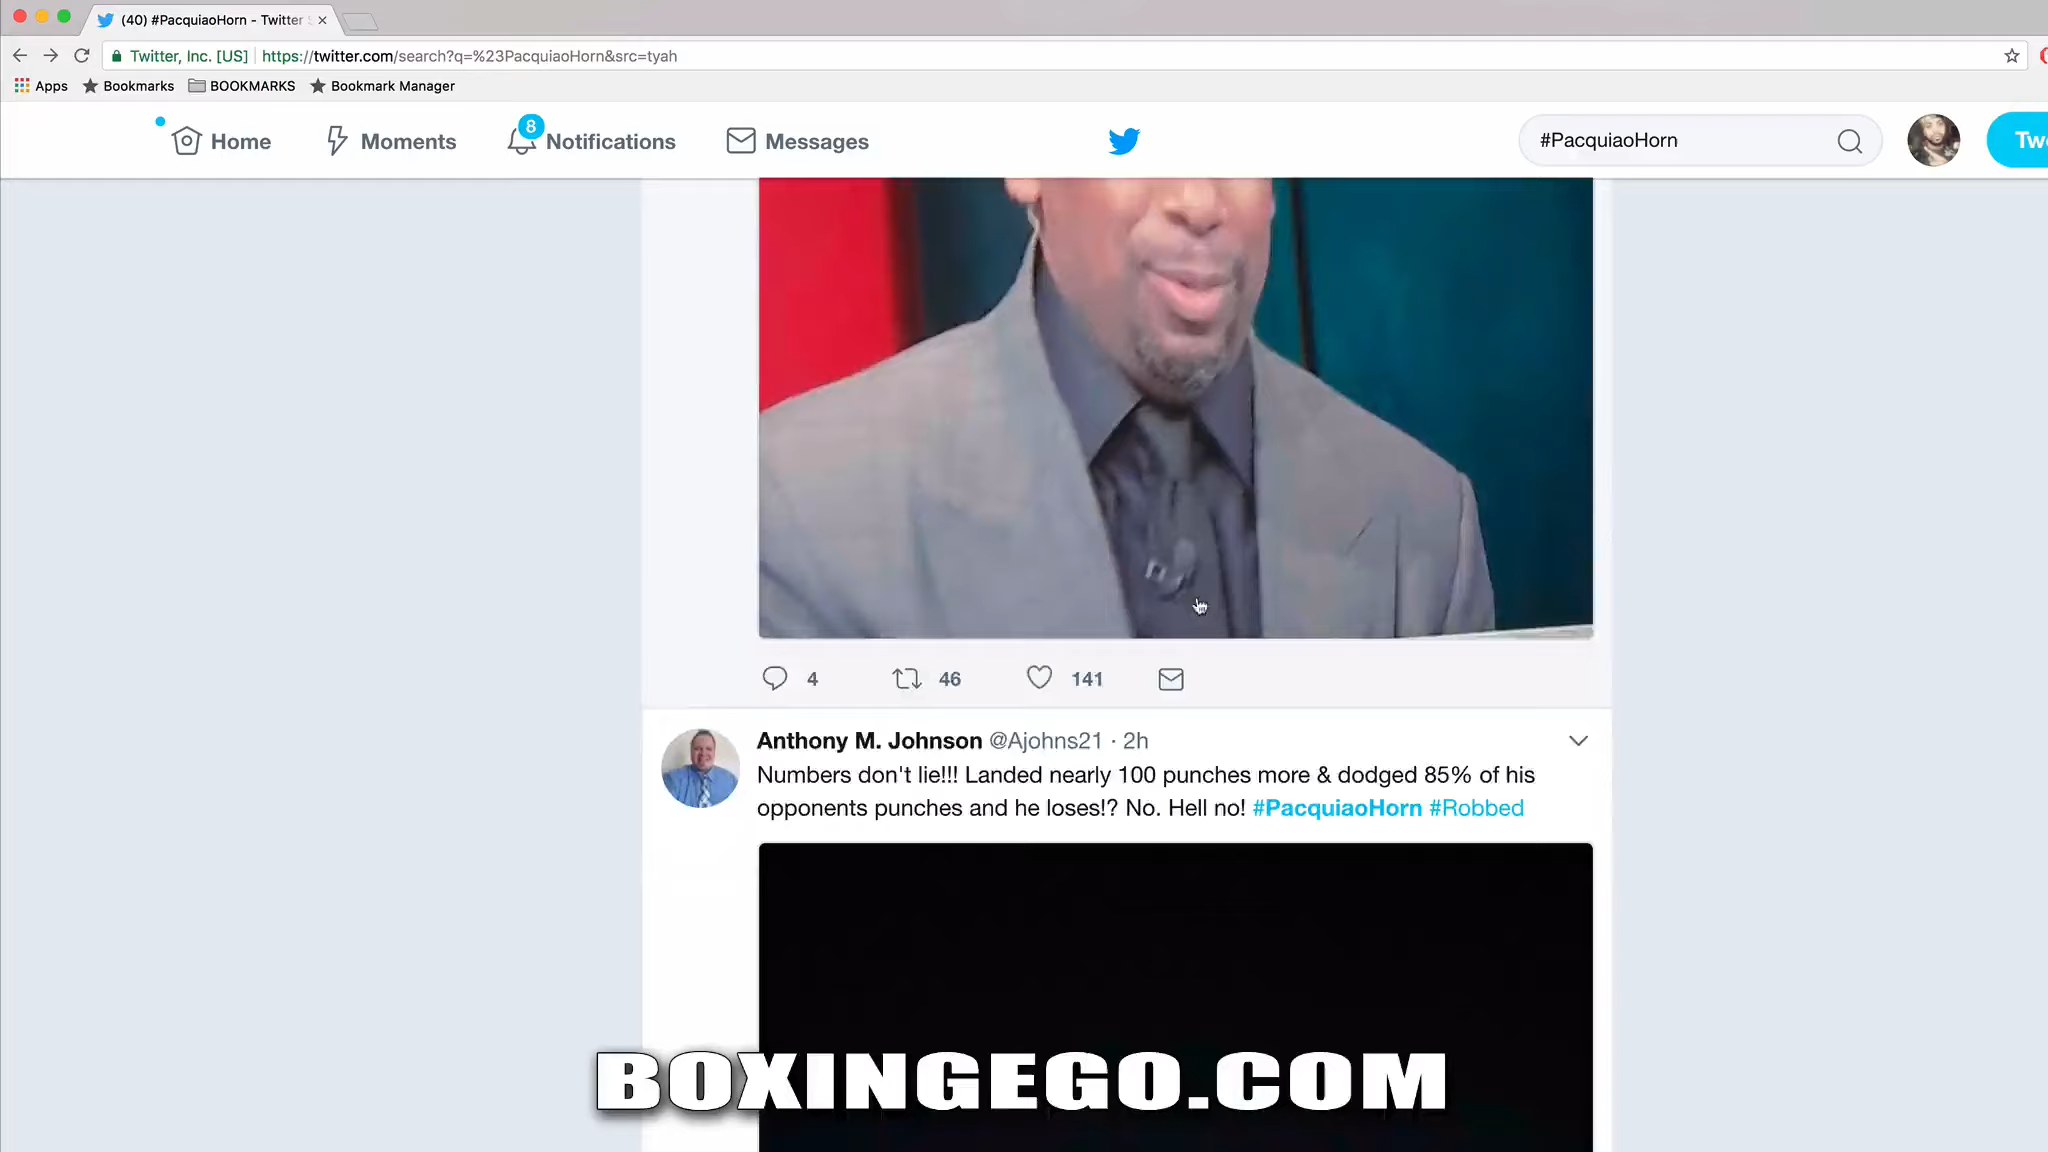 (40) #PacquiaoHorn - Twitter
Twitter, Inc. [US] https://twitter.com/search?q=%23PacquiaoHorn&src=tyah
Apps Bookmarks BOOKMARKS Bookmark Manager
Home Moments 8 Notifications Messages #PacquiaoHorn Twe
4 46 141
Anthony M. Johnson @Ajohns21 · 2h
Numbers don't lie!!! Landed nearly 100 punches more & dodged 85% of his
opponents punches and he loses!? No. Hell no! #PacquiaoHorn #Robbed
BOXINGEGO.COM